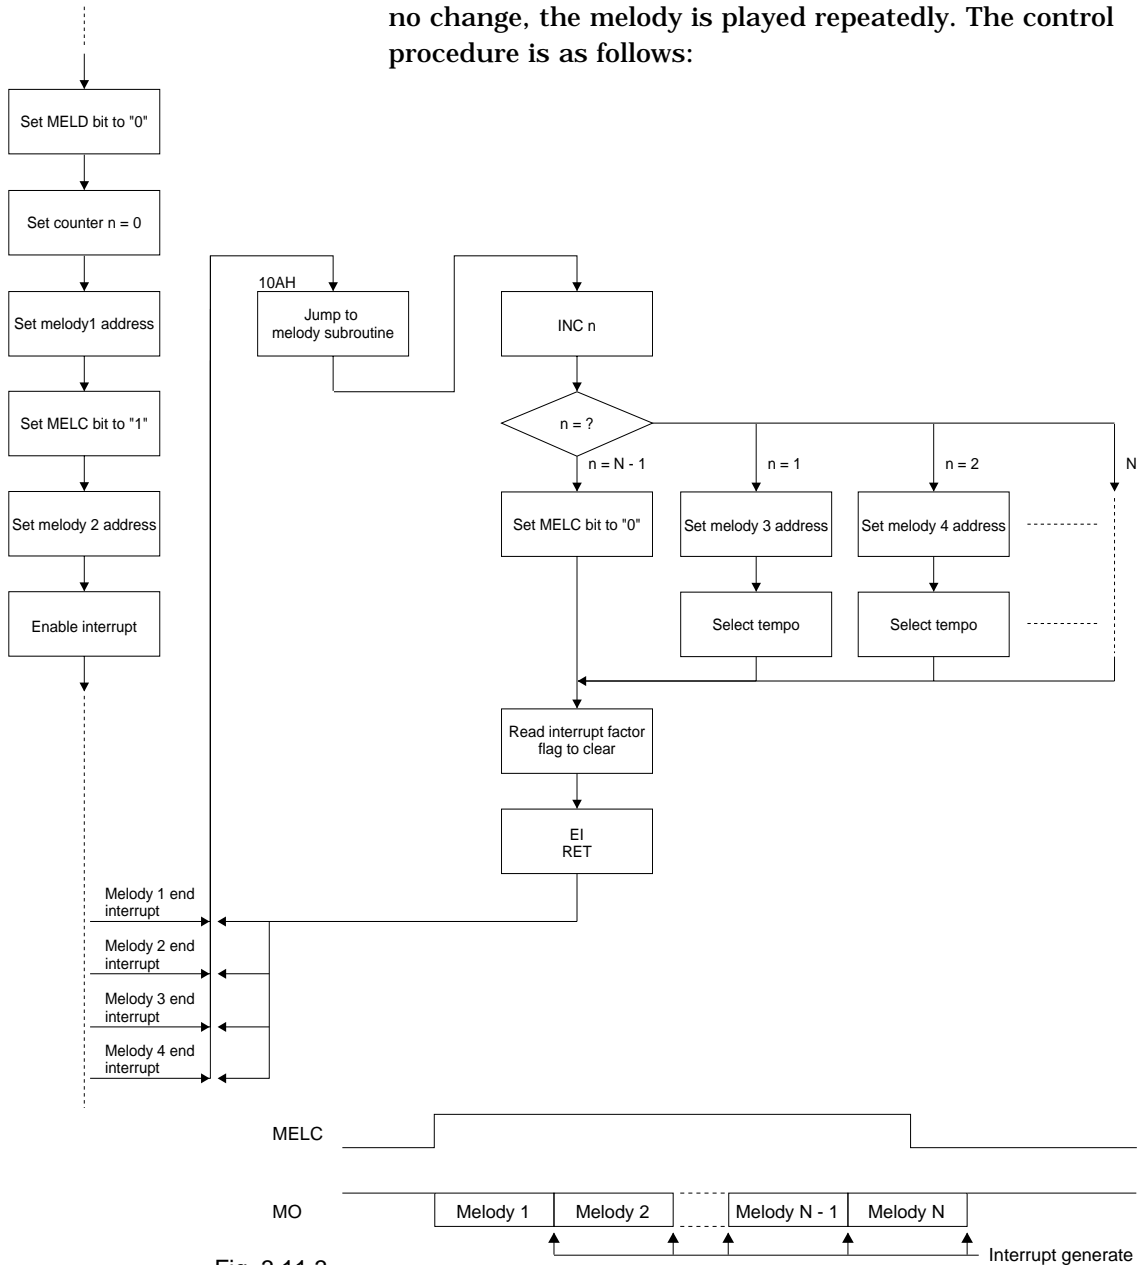 no change, the melody is played repeatedly. The control
procedure is as follows:
Set MELD bit to "0"
Set counter n = 0
Set melody1 address
Set MELC bit to "1"
Set melody 2 address
Enable interrupt
10AH
Jump to
melody subroutine
INC n
n = ?
n = N - 1
n = 1
n = 2
N
Set MELC bit to "0"
Set melody 3 address
Set melody 4 address
Select tempo
Select tempo
Read interrupt factor
flag to clear
EI
RET
Melody 1 end
interrupt
Melody 2 end
interrupt
Melody 3 end
interrupt
Melody 4 end
interrupt
MELC
MO
Melody 1
Melody 2
Melody N - 1
Melody N
Interrupt generate